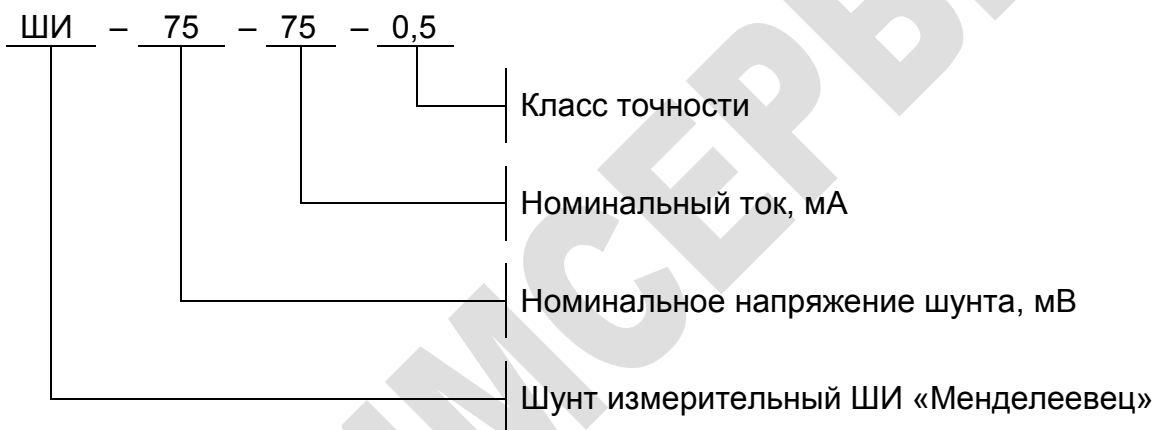 ШИ – 75 – 75 – 0,5
Класс точности
Номинальный ток, мА
Номинальное напряжение шунта, мВ
Шунт измерительный ШИ «Менделеевец»